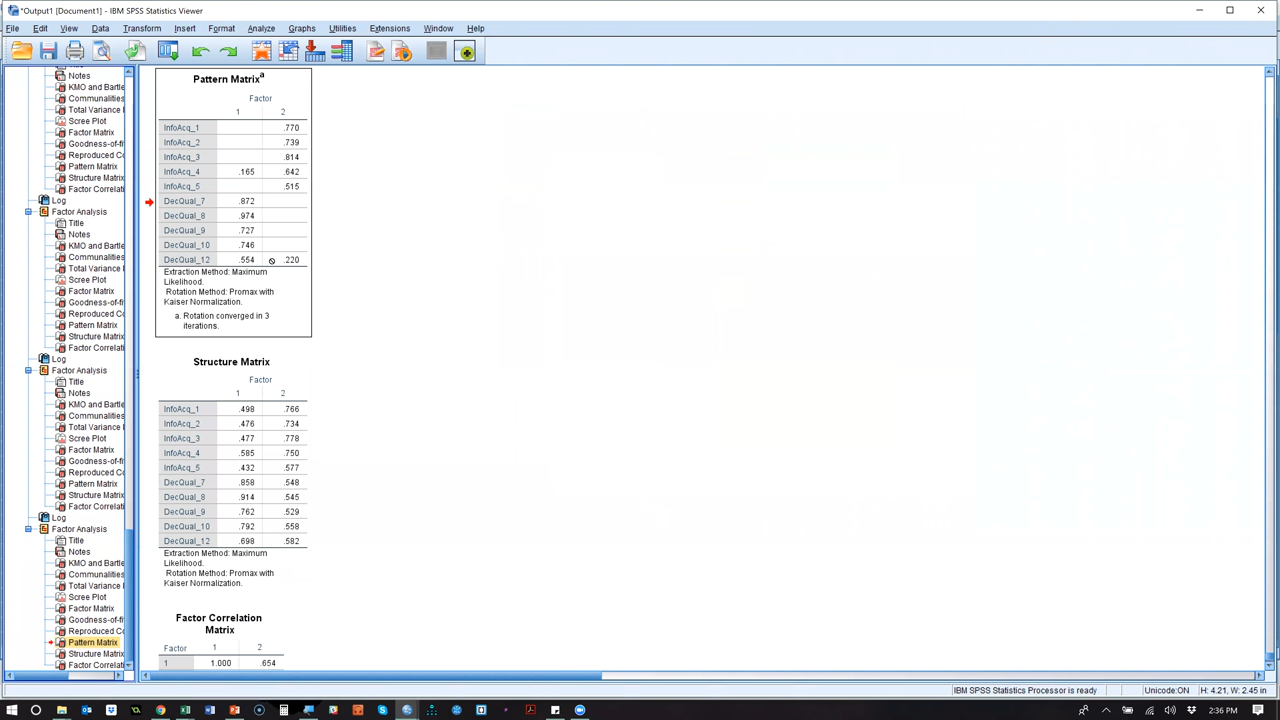 *Output1 [Document1] - IBM SPSS Statistics Viewer
File Edit View Data Transform Insert Format Analyze Graphs Utilities Extensions Window Help
Notes
KMO and Bartle
Communalities
Total Variance
Scree Plot
Factor Matrix
Goodness-of-fi
Reproduced Co
Pattern Matrix
Structure Matrix
Factor Correlati
Log
Factor Analysis
Title
Notes
KMO and Bartle
Communalities
Total Variance
Scree Plot
Factor Matrix
Goodness-of-fi
Reproduced Co
Pattern Matrix
Structure Matrix
Factor Correlati
Log
Factor Analysis
Title
Notes
KMO and Bartle
Communalities
Total Variance
Scree Plot
Factor Matrix
Goodness-of-fi
Reproduced Co
Pattern Matrix
Structure Matrix
Factor Correlati
Log
Factor Analysis
Title
Notes
KMO and Bartle
Communalities
Total Variance
Scree Plot
Factor Matrix
Goodness-of-fi
Reproduced Co
Pattern Matrix
Structure Matrix
Factor Correlati
Pattern Matrixa
Factor
1 2
InfoAcq_1 .770
InfoAcq_2 .739
InfoAcq_3 .814
InfoAcq_4 .165 .642
InfoAcq_5 .515
DecQual_7 .872
DecQual_8 .974
DecQual_9 .727
DecQual_10 .746
DecQual_12 .554 .220
Extraction Method: Maximum
Likelihood.
Rotation Method: Promax with
Kaiser Normalization.
a. Rotation converged in 3
iterations.
Structure Matrix
Factor
1 2
InfoAcq_1 .498 .766
InfoAcq_2 .476 .734
InfoAcq_3 .477 .778
InfoAcq_4 .585 .750
InfoAcq_5 .432 .577
DecQual_7 .858 .548
DecQual_8 .914 .545
DecQual_9 .762 .529
DecQual_10 .792 .558
DecQual_12 .698 .582
Extraction Method: Maximum
Likelihood.
Rotation Method: Promax with
Kaiser Normalization.
Factor Correlation
Matrix
Factor 1 2
1 1.000 .654
IBM SPSS Statistics Processor is ready Unicode:ON H: 4.21, W: 2.45 in
2:36 PM